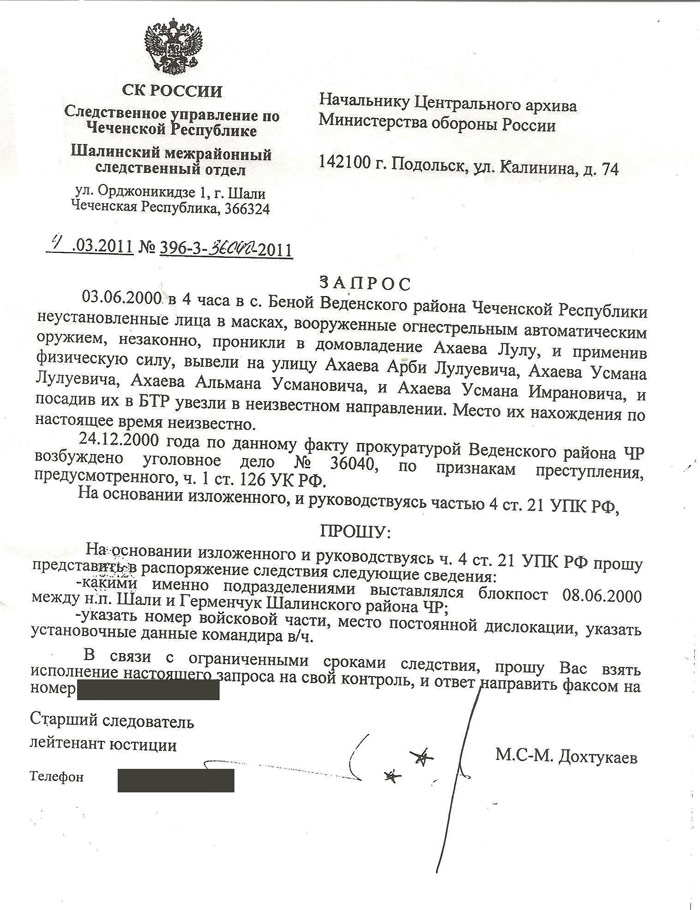 СК РОССИИ
Следственное управление по
Чеченской Республике
Шалинский межрайонный
следственный отдел
ул. Орджоникидзе 1, г. Шали
Чеченская Республика, 366324
4 .03.2011 № 396-3-36040-2011
Начальнику Центрального архива
Министерства обороны России
142100 г. Подольск, ул. Калинина, д. 74
ЗАПРОС
03.06.2000 в 4 часа в с. Беной Веденского района Чеченской Республики
неустановленные лица в масках, вооруженные огнестрельным автоматическим
оружием, незаконно, проникли в домовладение Ахаева Лулу, и применив
физическую силу, вывели на улицу Ахаева Арби Лулуевича, Ахаева Усмана
Лулуевича, Ахаева Альмана Усмановича, и Ахаева Усмана Имрановича, и
посадив их в БТР увезли в неизвестном направлении. Место их нахождения по
настоящее время неизвестно.
24.12.2000 года по данному факту прокуратурой Веденского района ЧР
возбуждено уголовное дело № 36040, по признакам преступления,
предусмотренного, ч. 1 ст. 126 УК РФ.
На основании изложенного, и руководствуясь частью 4 ст. 21 УПК РФ,
ПРОШУ:
На основании изложенного и руководствуясь ч. 4 ст. 21 УПК РФ прошу
представить в распоряжение следствия следующие сведения:
-какими именно подразделениями выставлялся блокпост 08.06.2000
между н.п. Шали и Герменчук Шалинского района ЧР;
-указать номер войсковой части, место постоянной дислокации, указать
установочные данные командира в/ч.
В связи с ограниченными сроками следствия, прошу Вас взять
исполнение настоящего запроса на свой контроль, и ответ направить факсом на
номер
Старший следователь
лейтенант юстиции
М.С-М. Дохтукаев
Телефон